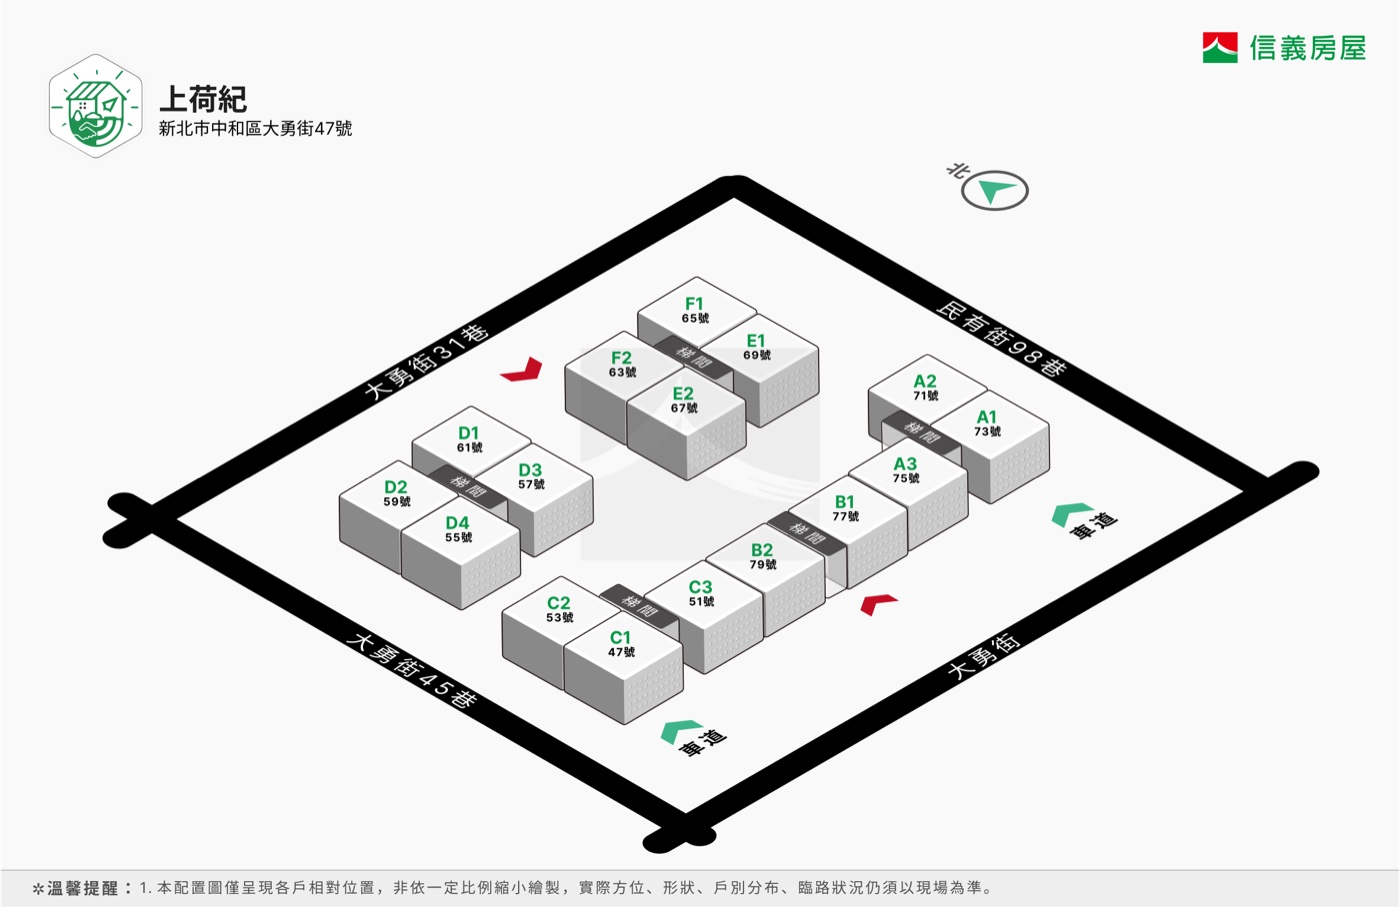 信義房屋
上荷紀
新北市中和區大勇街47號
北
大勇街31巷
民有街98巷
F1
65號
E1
69號
梯間
F2
63號
E2
67號
A2
71號
A1
73號
梯間
D1
61號
D3
57號
梯間
D2
59號
D4
55號
A3
75號
B1
77號
梯間
B2
79號
車道
C3
51號
梯間
C2
53號
C1
47號
大勇街45巷
大勇街
車道
✲溫馨提醒：1. 本配置圖僅呈現各戶相對位置，非依一定比例縮小繪製，實際方位、形狀、戶別分布、臨路狀況仍須以現場為準。